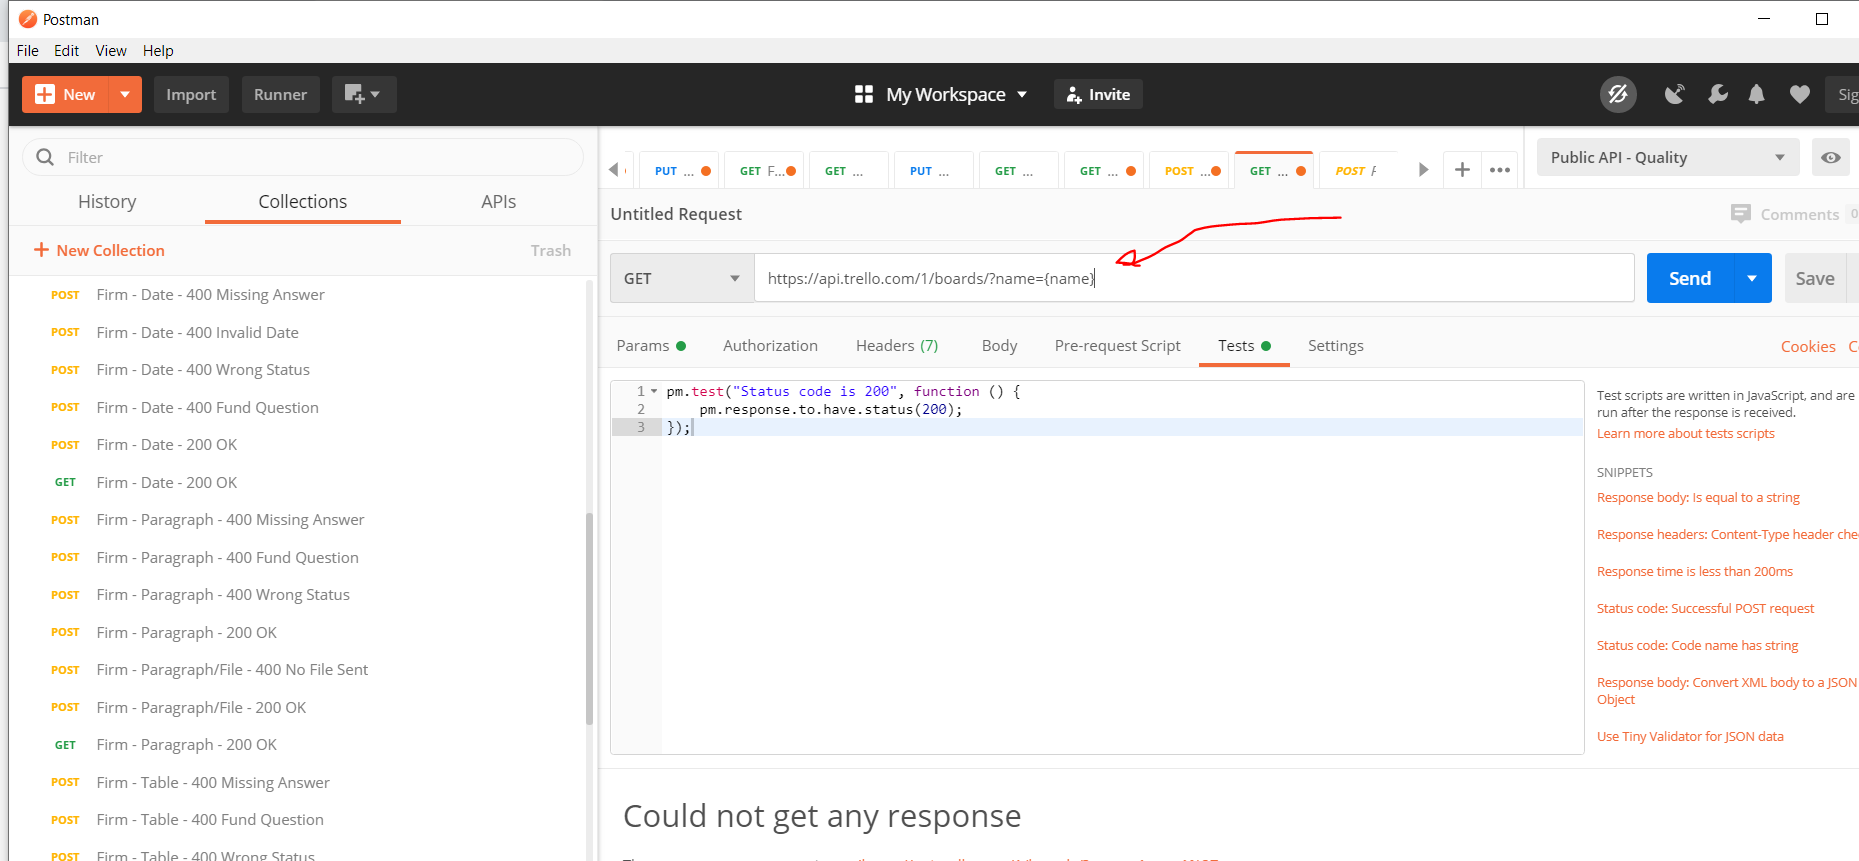 Postman
File Edit View Help
New Import Runner My Workspace Invite Sig
Filter
History Collections APIs
New Collection Trash
POST Firm - Date - 400 Missing Answer
POST Firm - Date - 400 Invalid Date
POST Firm - Date - 400 Wrong Status
POST Firm - Date - 400 Fund Question
POST Firm - Date - 200 OK
GET Firm - Date - 200 OK
POST Firm - Paragraph - 400 Missing Answer
POST Firm - Paragraph - 400 Fund Question
POST Firm - Paragraph - 400 Wrong Status
POST Firm - Paragraph - 200 OK
POST Firm - Paragraph/File - 400 No File Sent
POST Firm - Paragraph/File - 200 OK
GET Firm - Paragraph - 200 OK
POST Firm - Table - 400 Missing Answer
POST Firm - Table - 400 Fund Question
POST Firm - Table - 400 Wrong Status
PUT ... GET F... GET ... PUT ... GET ... GET ... POST ... GET ... POST F + ...
Public API - Quality
Untitled Request
Comments 0
GET https://api.trello.com/1/boards/?name={name} Send Save
Params Authorization Headers (7) Body Pre-request Script Tests Settings Cookies C
1 pm.test("Status code is 200", function () {
2 pm.response.to.have.status(200);
3 });
Test scripts are written in JavaScript, and are
run after the response is received.
Learn more about tests scripts
SNIPPETS
Response body: Is equal to a string
Response headers: Content-Type header che
Response time is less than 200ms
Status code: Successful POST request
Status code: Code name has string
Response body: Convert XML body to a JSON
Object
Use Tiny Validator for JSON data
Could not get any response